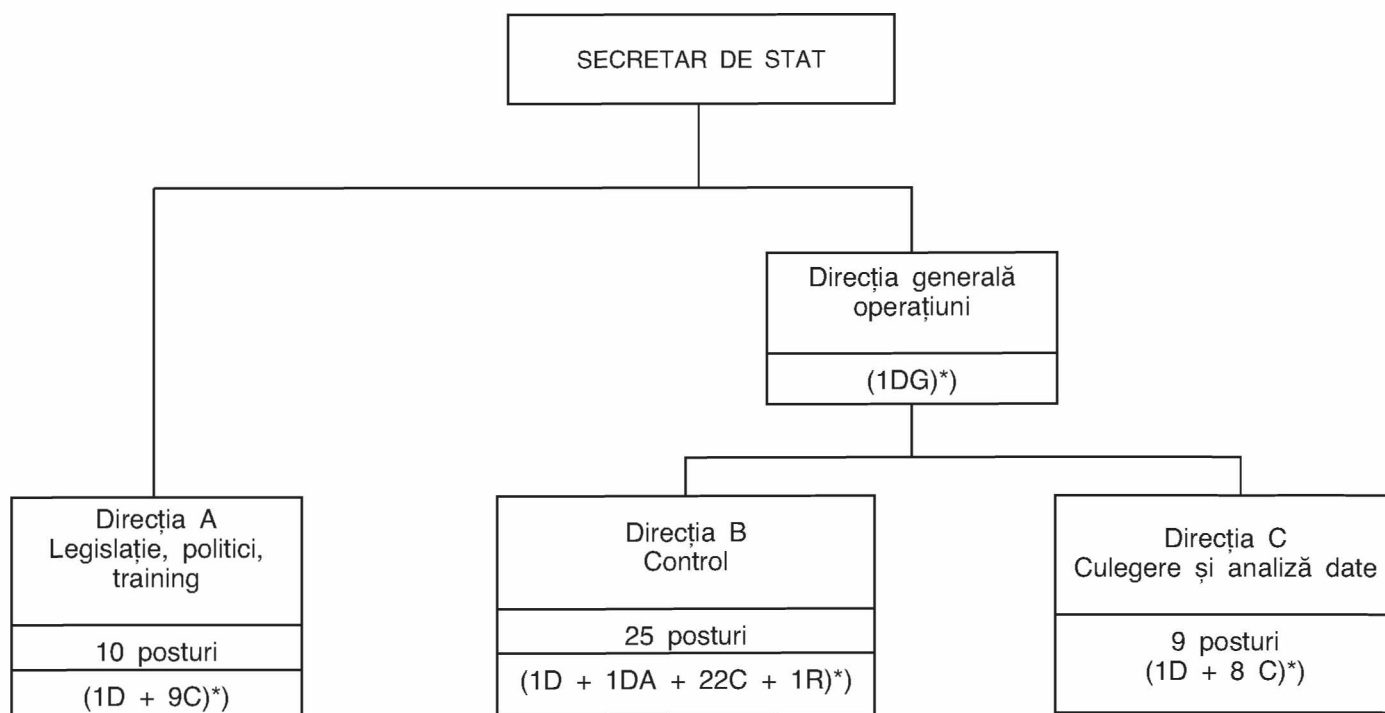 SECRETAR DE STAT
Direcția generală
operațiuni
(1DG)*)
Direcția A
Legislație, politici,
training
10 posturi
(1D + 9C)*)
Direcția B
Control
25 posturi
(1D + 1DA + 22C + 1R)*)
Direcția C
Culegere și analiză date
9 posturi
(1D + 8 C)*)